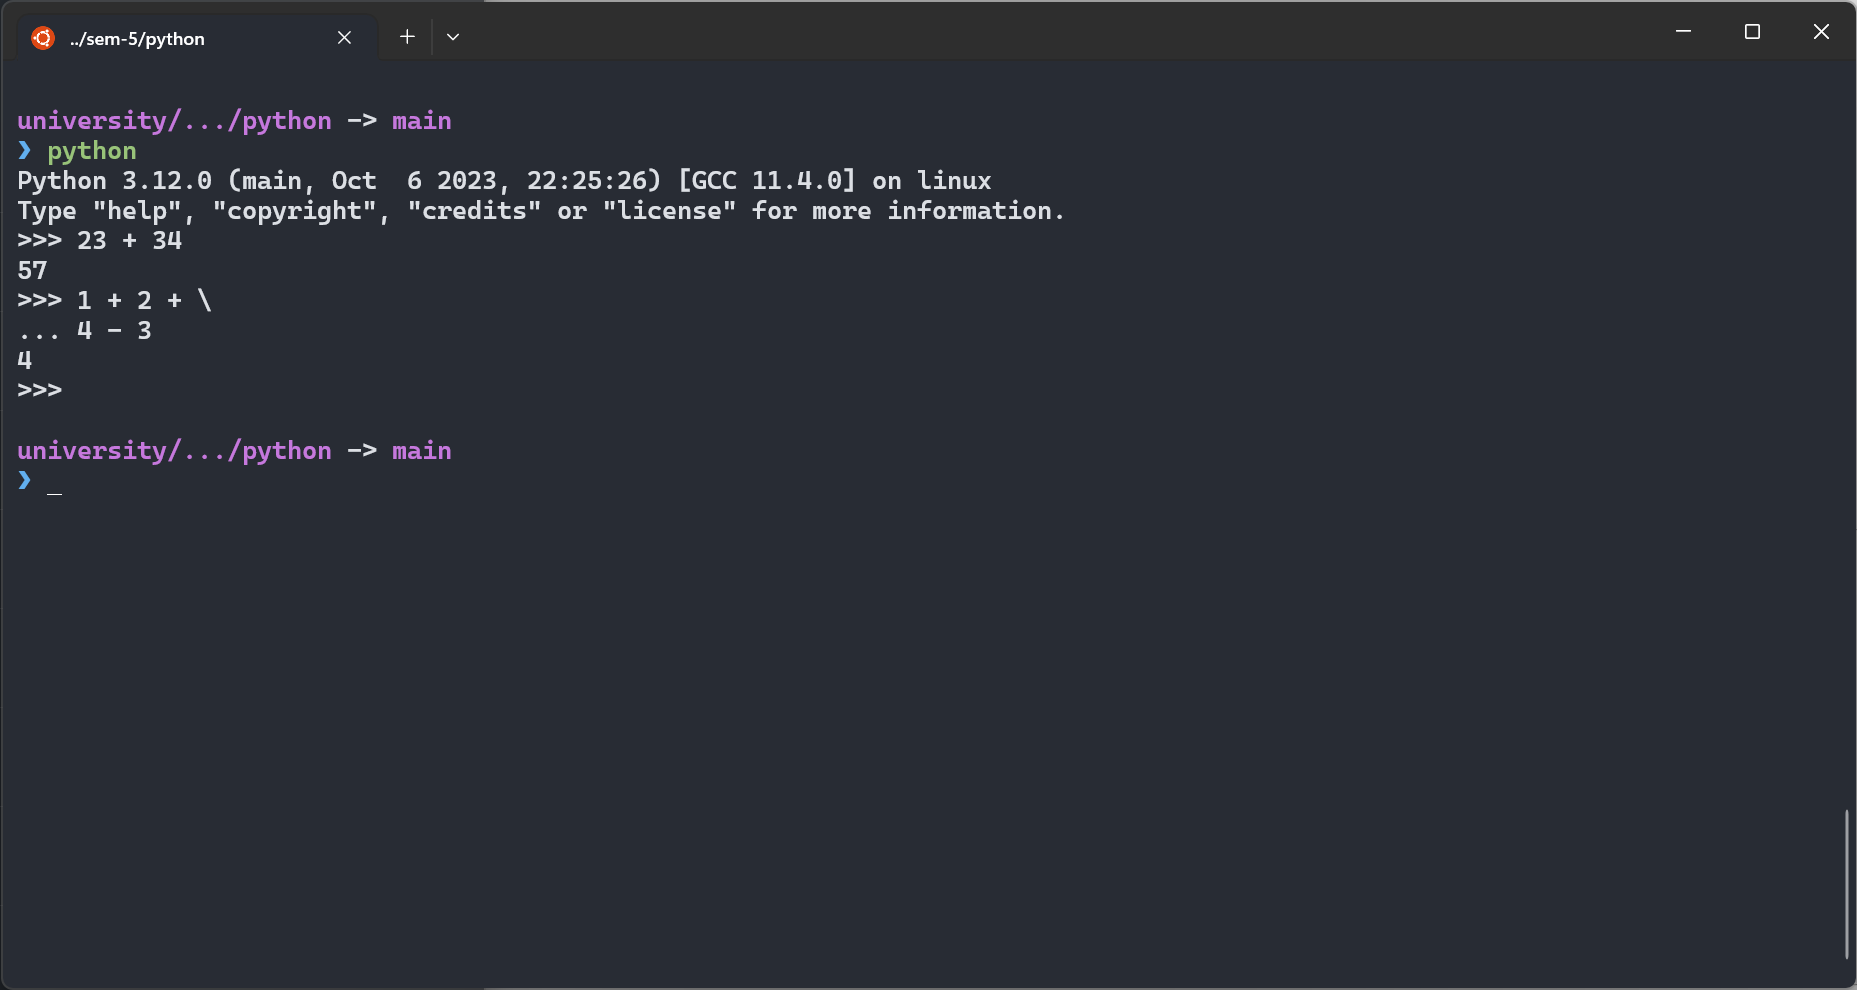 ../sem-5/python
university/.../python -> main
❯ python
Python 3.12.0 (main, Oct  6 2023, 22:25:26) [GCC 11.4.0] on linux
Type "help", "copyright", "credits" or "license" for more information.
>>> 23 + 34
57
>>> 1 + 2 + \
... 4 - 3
4
>>>
university/.../python -> main
❯ _